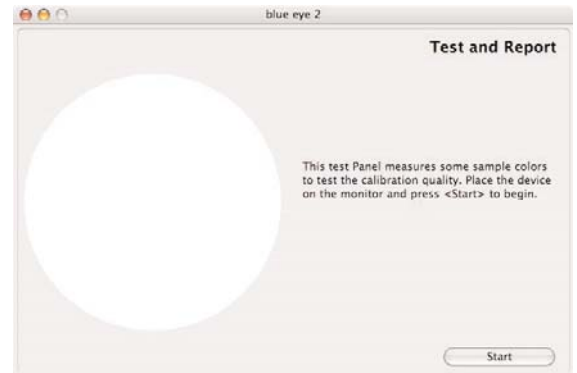 blue eye 2
Test and Report
This test Panel measures some sample colors
to test the calibration quality. Place the device
on the monitor and press <Start> to begin.
Start